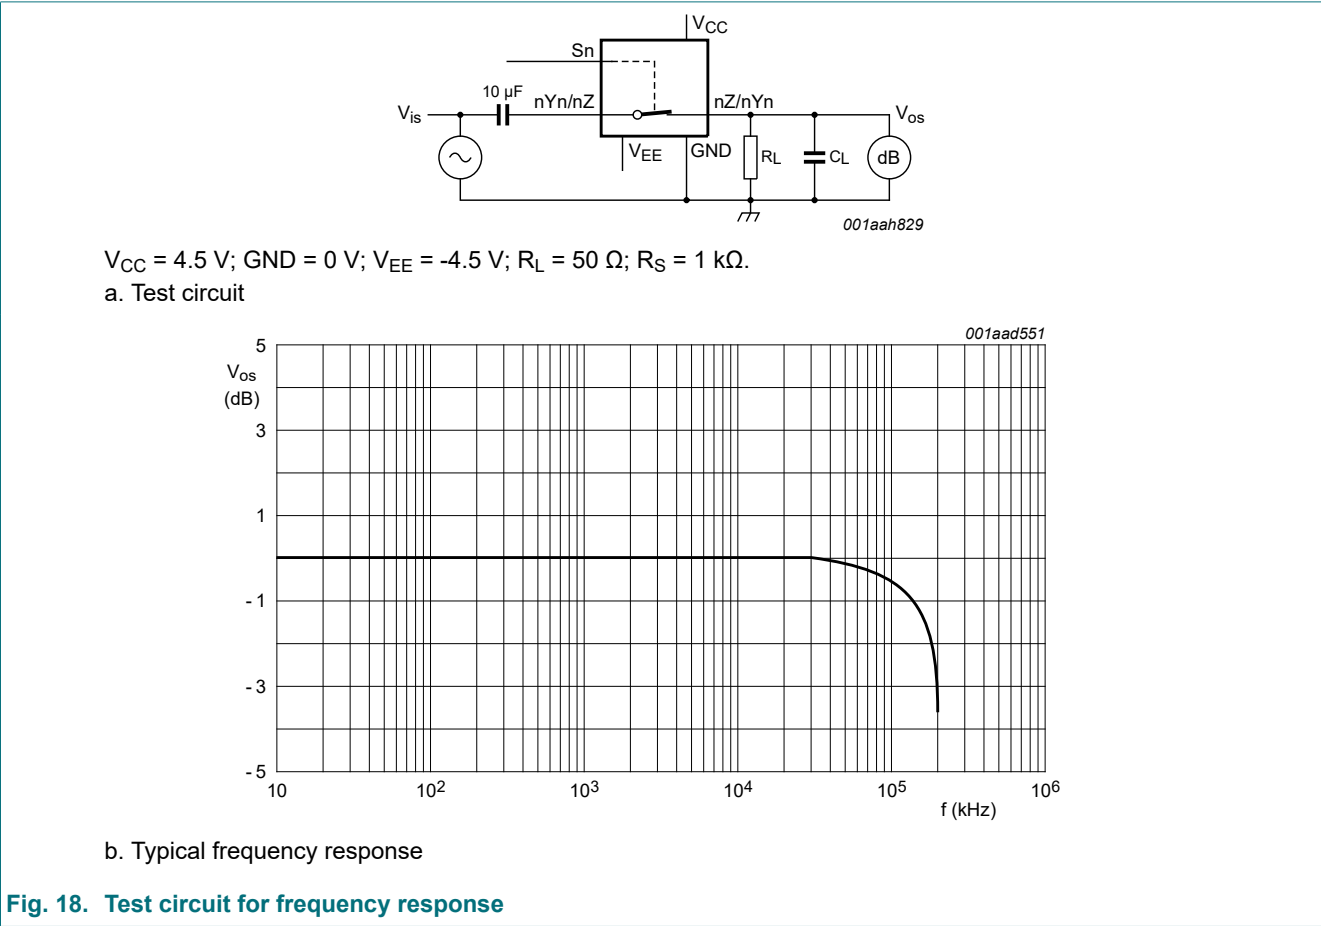 VCC
Sn
10 µF
nYn/nZ
nZ/nYn
Vis
Vos
VEE
GND
RL
CL
dB
001aah829
VCC = 4.5 V; GND = 0 V; VEE = -4.5 V; RL = 50 Ω; RS = 1 kΩ.
a. Test circuit
001aad551
5
Vos
(dB)
3
1
-1
-3
-5
10
10²
10³
10⁴
10⁵
10⁶
f (kHz)
b. Typical frequency response
Fig. 18. Test circuit for frequency response